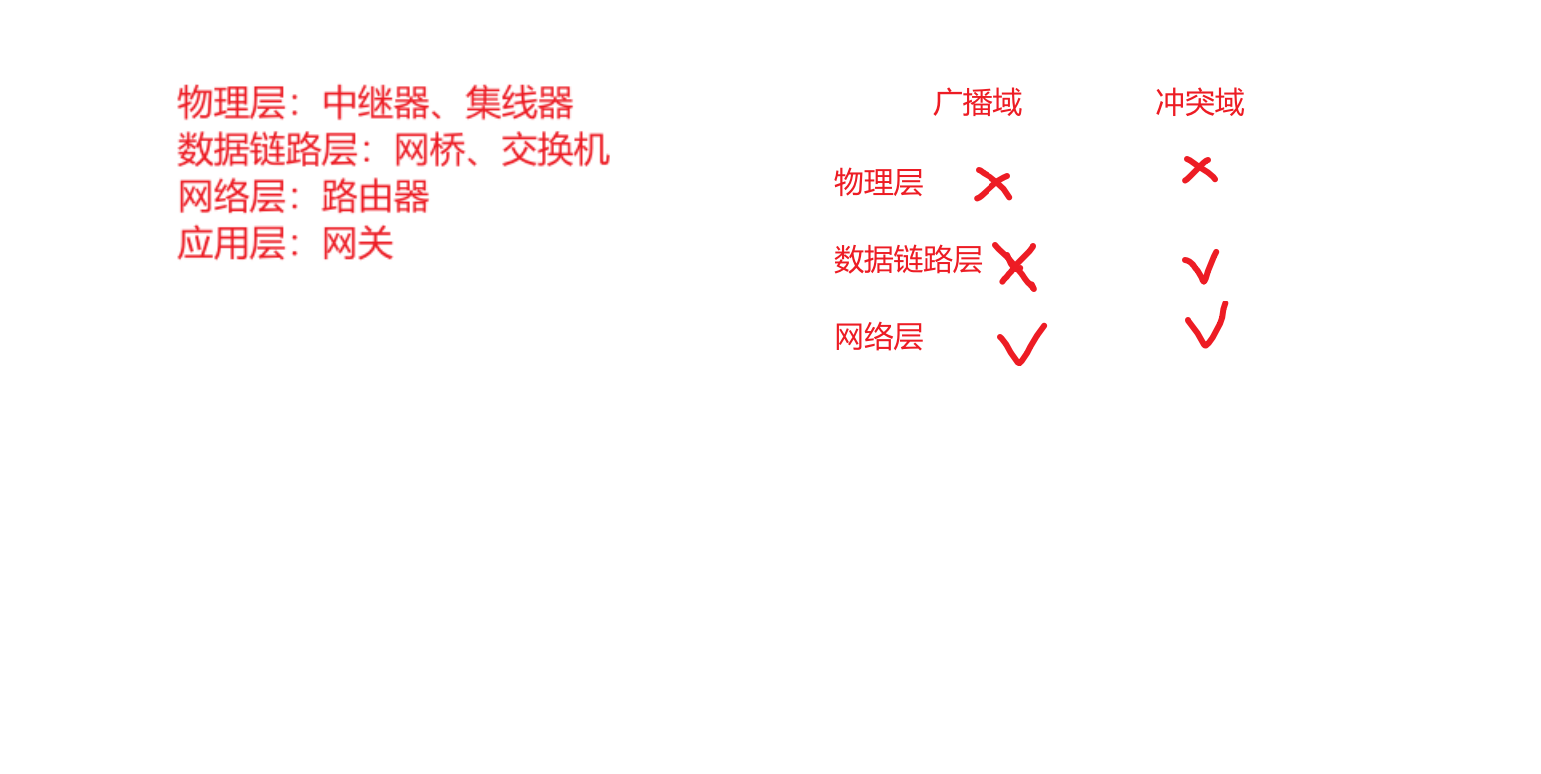 物理层：中继器、集线器
数据链路层：网桥、交换机
网络层：路由器
应用层：网关
广播域 冲突域
物理层 × ×
数据链路层 × √
网络层 √ √